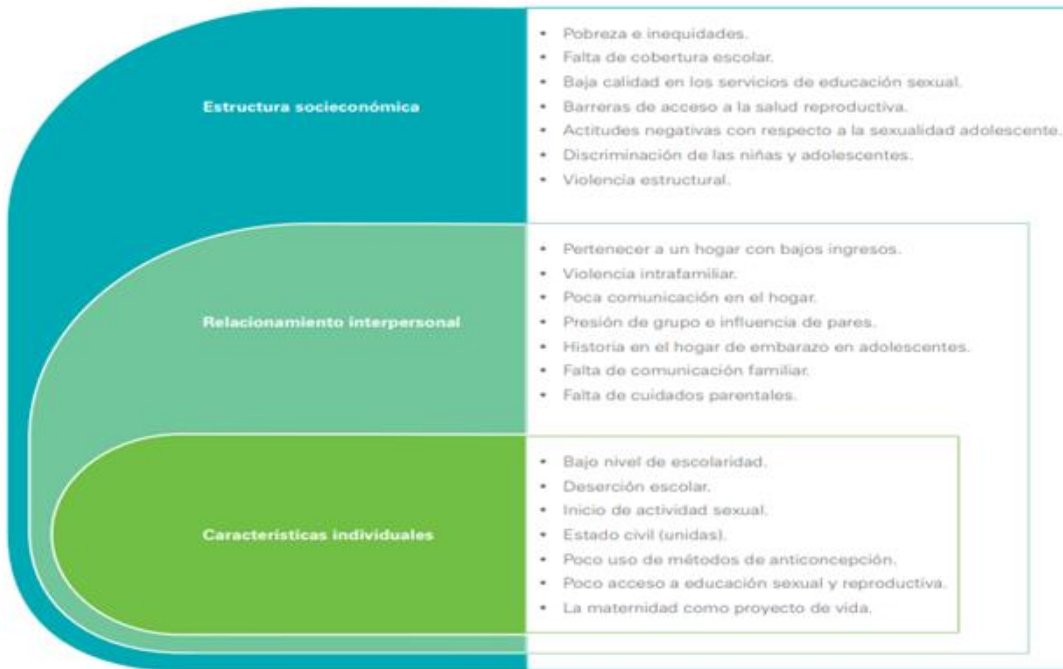 Estructura socieconómica
• Pobreza e inequidades.
• Falta de cobertura escolar.
• Baja calidad en los servicios de educación sexual.
• Barreras de acceso a la salud reproductiva.
• Actitudes negativas con respecto a la sexualidad adolescente.
• Discriminación de las niñas y adolescentes.
• Violencia estructural.
Relacionamiento interpersonal
• Pertenecer a un hogar con bajos ingresos.
• Violencia intrafamiliar.
• Poca comunicación en el hogar.
• Presión de grupo e influencia de pares.
• Historia en el hogar de embarazo en adolescentes.
• Falta de comunicación familiar.
• Falta de cuidados parentales.
Características individuales
• Bajo nivel de escolaridad.
• Deserción escolar.
• Inicio de actividad sexual.
• Estado civil (unidas).
• Poco uso de métodos de anticoncepción.
• Poco acceso a educación sexual y reproductiva.
• La maternidad como proyecto de vida.